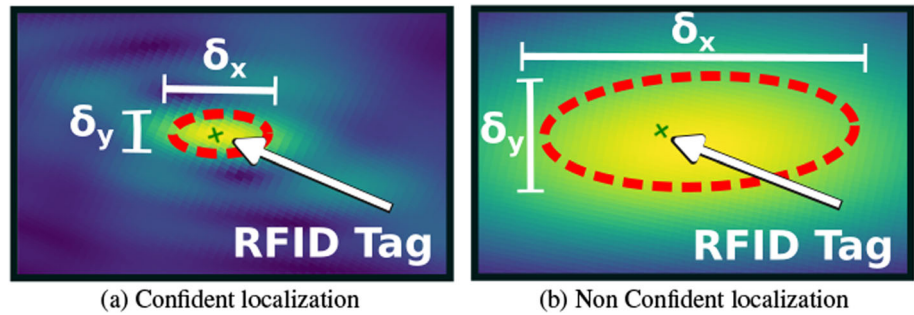 δx
δy
RFID Tag
(a) Confident localization
δx
δy
RFID Tag
(b) Non Confident localization